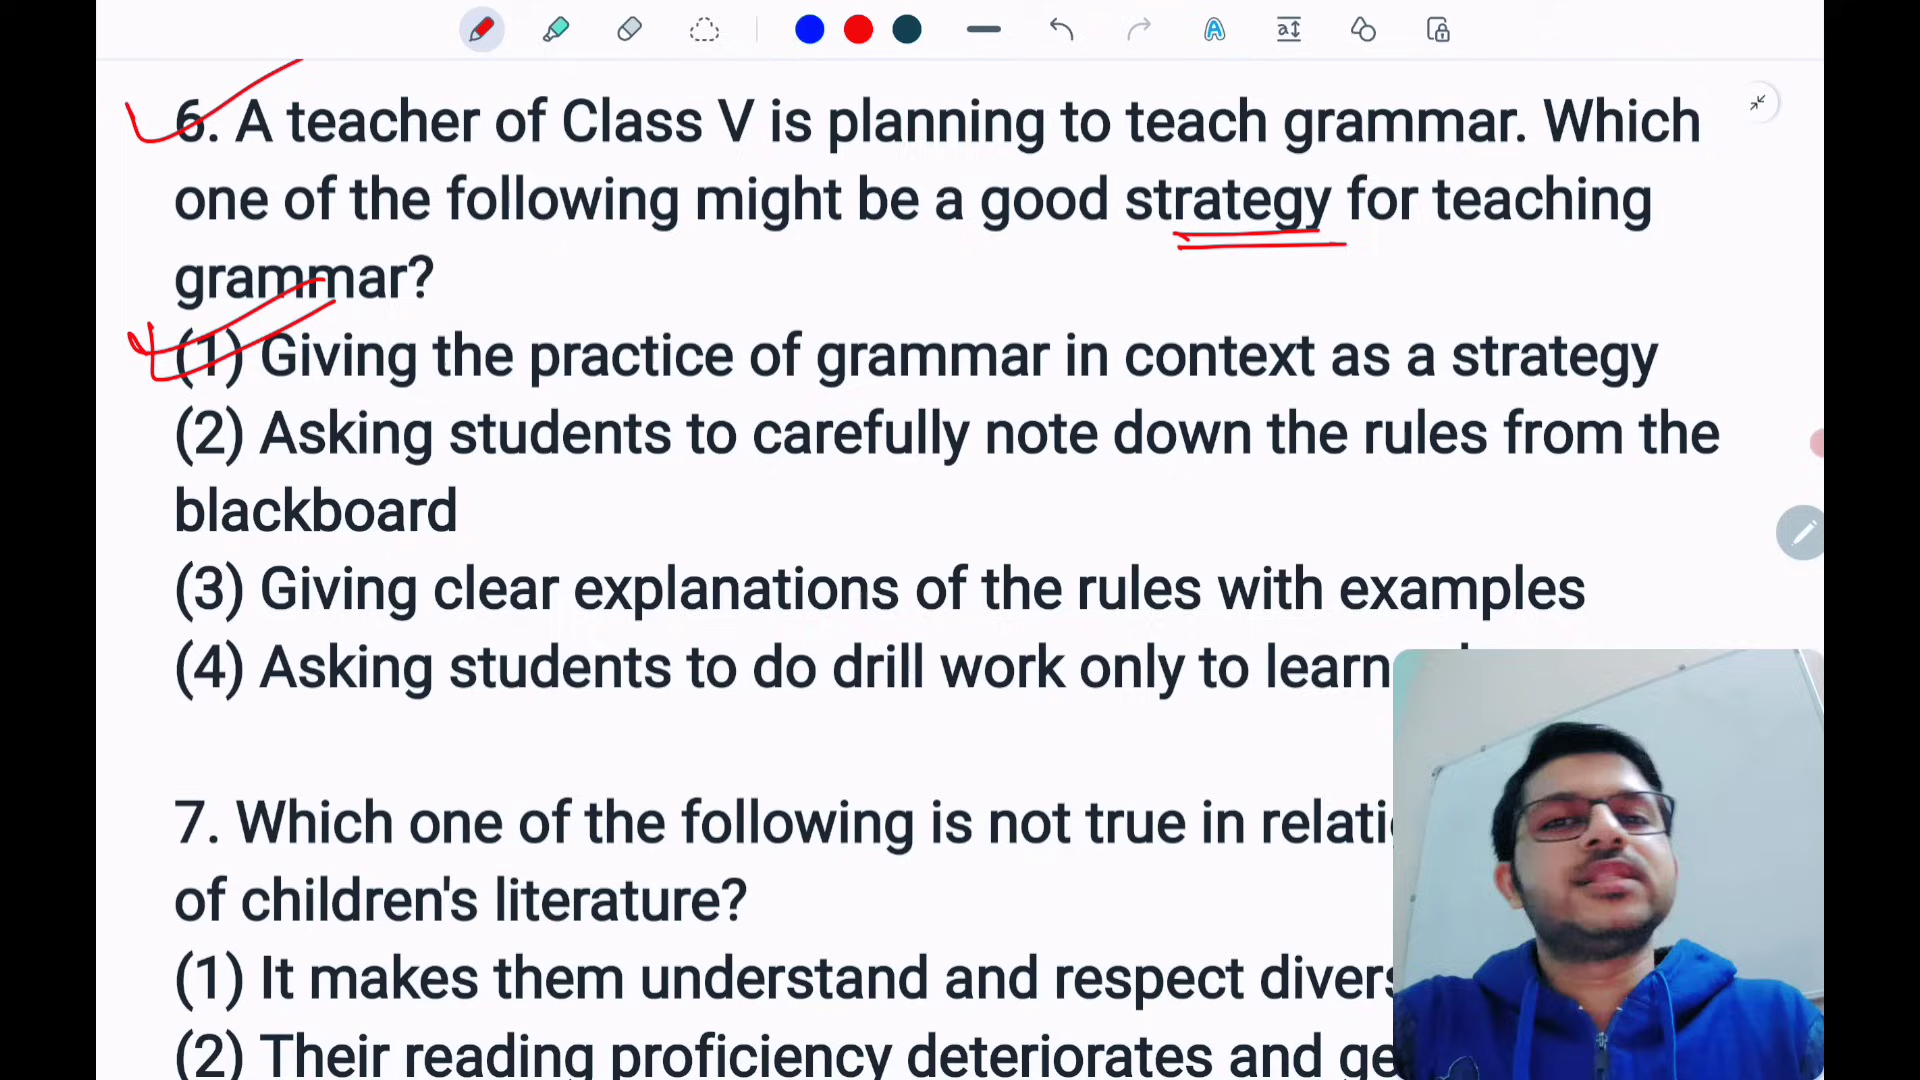 6. A teacher of Class V is planning to teach grammar. Which
one of the following might be a good strategy for teaching
grammar?
(1) Giving the practice of grammar in context as a strategy
(2) Asking students to carefully note down the rules from the
blackboard
(3) Giving clear explanations of the rules with examples
(4) Asking students to do drill work only to learn
7. Which one of the following is not true in
of children's literature?
(1) It makes them understand and respect
(2) Their reading proficiency deteriorates and